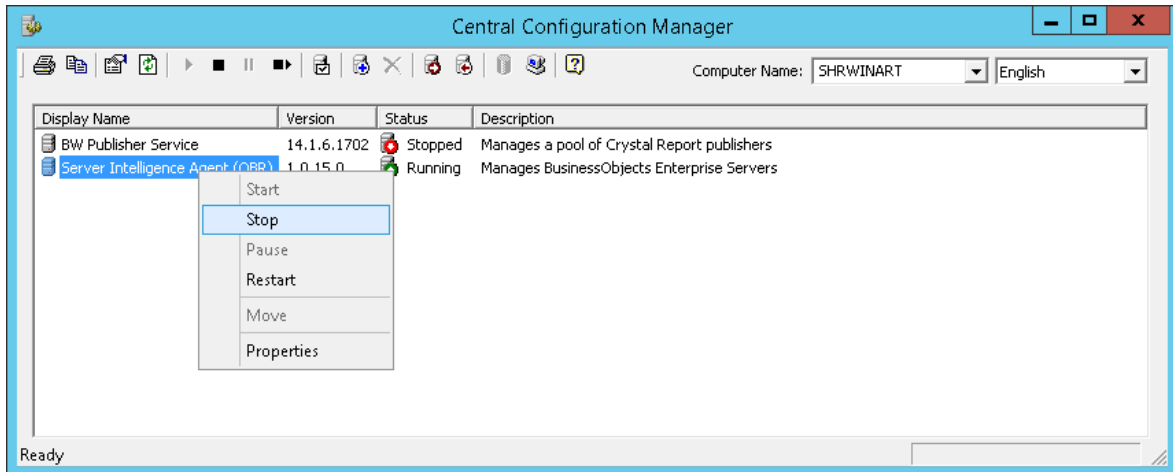 Central Configuration Manager
Computer Name: SHRWINART English
Display Name Version Status Description
BW Publisher Service 14.1.6.1702 Stopped Manages a pool of Crystal Report publishers
Server Intelligence Agent (OBR) 1.0.15.0 Running Manages BusinessObjects Enterprise Servers
Start
Stop
Pause
Restart
Move
Properties
Ready